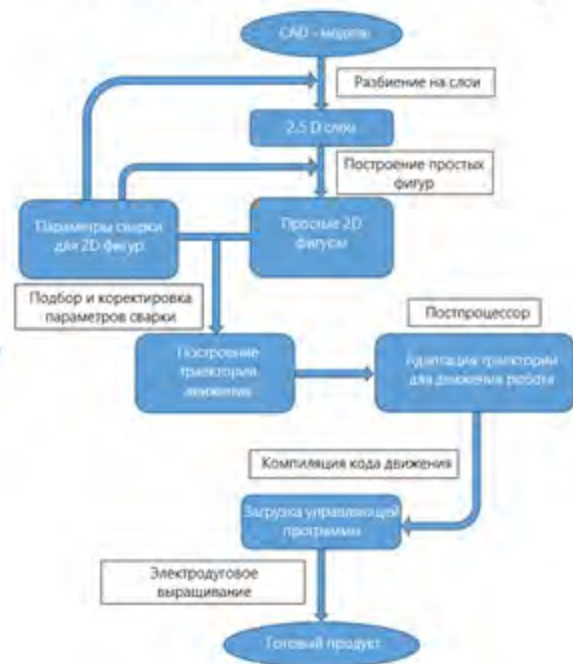 CAD - модель
Разбиение на слои
2,5 D слои
Построение простых
фигур
Параметры сварки
для 2D фигур
Простые 2D
фигуры
Подбор и коректировка
параметров сварки
Постпроцессор
Построение
траектории
движения
Адаптация траектории
для движения робота
Компиляция кода движения
Загрузка управляющей
программы
Электродуговое
выращивание
Готовый продукт